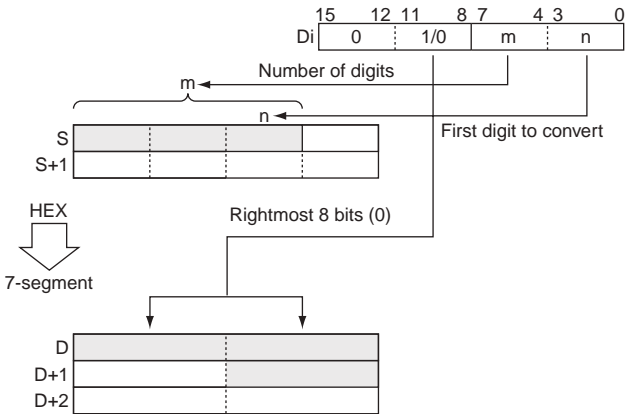 15 12 11 8 7 4 3 0
Di 0 1/0 m n
Number of digits
m
n
First digit to convert
S
S+1
HEX
Rightmost 8 bits (0)
7-segment
D
D+1
D+2